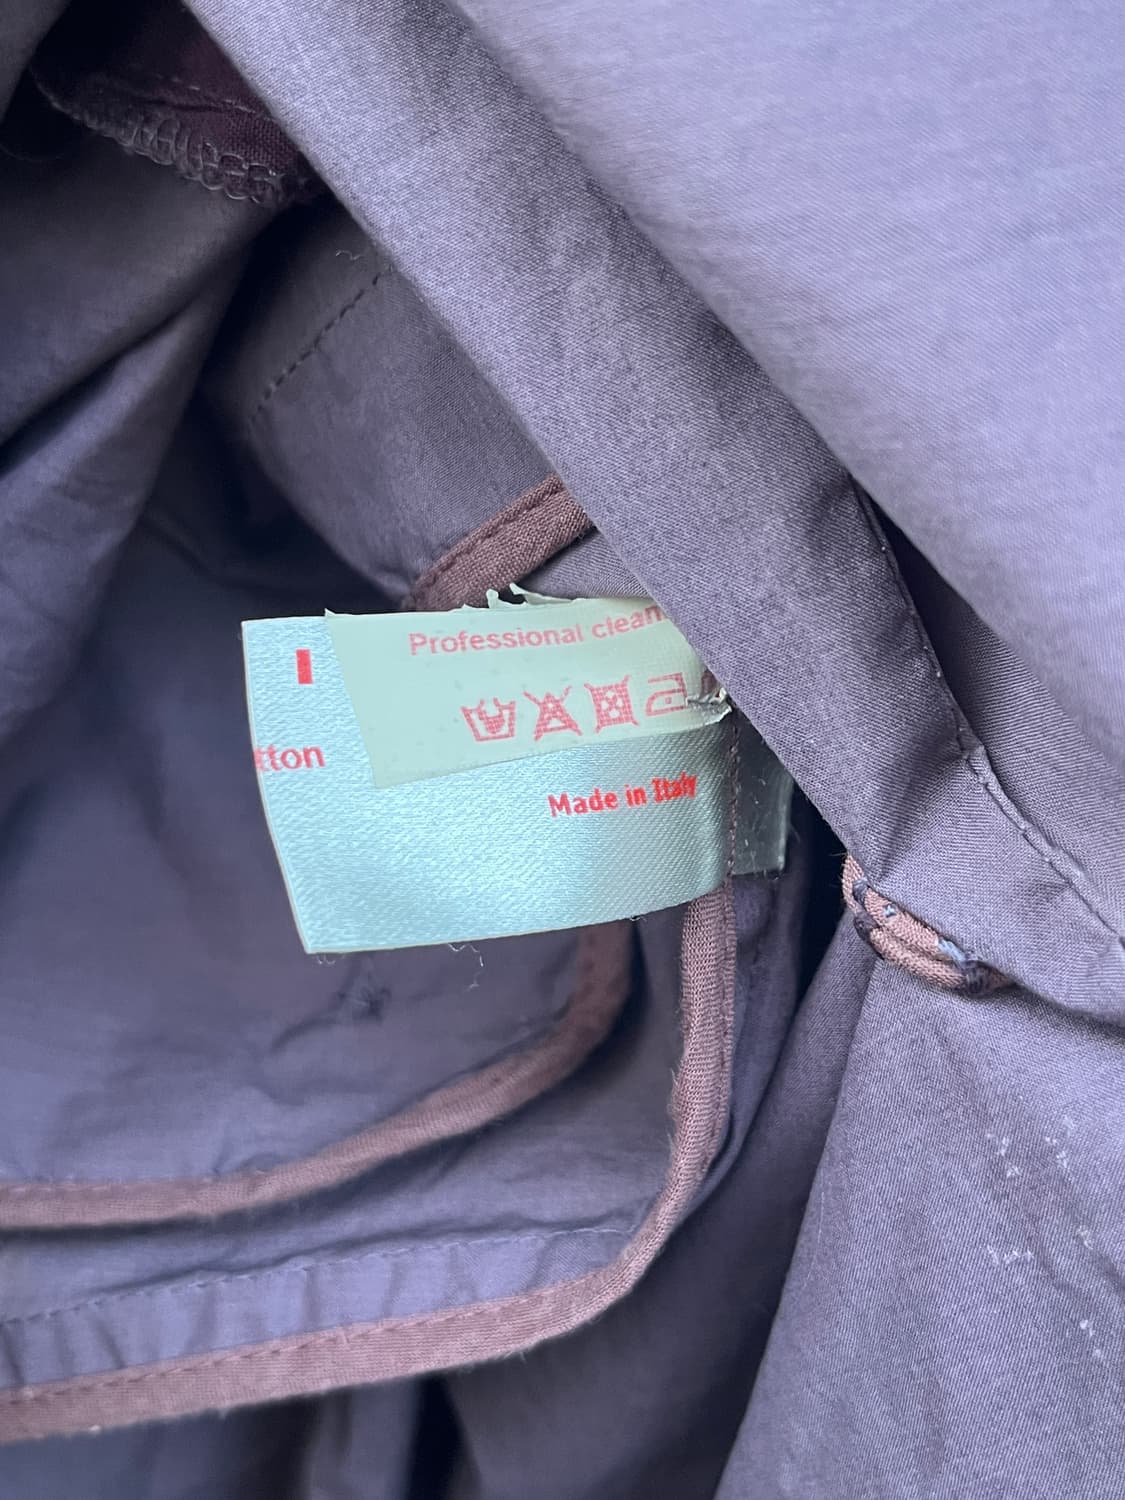 I
Professional clean
tton
Made in Italy